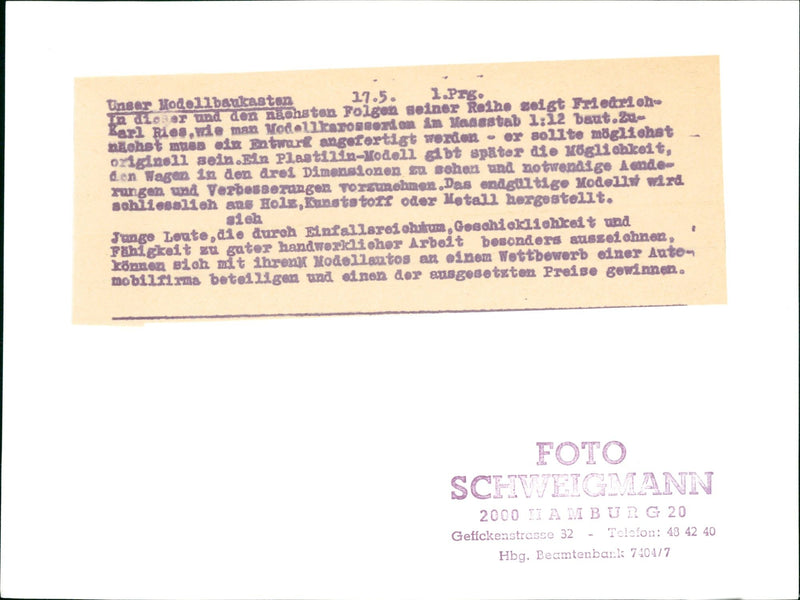 Unser Modellbaukasten 17.5. 1.Prg.
In dieser und den nächsten Folgen seiner Reihe zeigt Friedrich-
Karl Ries,wie man Modellkarosserien im Massstab 1:12 baut.Zu-
nächst muss ein Entwurf angefertigt werden - er sollte möglichst
originell sein.Ein Plastilin-Modell gibt später die Möglichkeit,
den Wagen in den drei Dimensionen zu sehen und notwendige Aende-
rungen und Verbesserungen vorzunehmen.Das endgültige Modell wird
schliesslich aus Holz,Kunststoff oder Metall hergestellt.
sich
Junge Leute,die durch Einfallsreichtum,Geschicklichkeit und
Fähigkeit zu guter handwerklicher Arbeit besonders auszeichnen,
können sich mit ihren Modellautos an einem Wettbewerb einer Auto-
mobilfirma beteiligen und einen der ausgesetzten Preise gewinnen.
FOTO
SCHWEIGMANN
2000 HAMBURG 20
Geffckenstrasse 32 - Telefon: 48 42 40
Hbg. Beamtenbank 7404/7